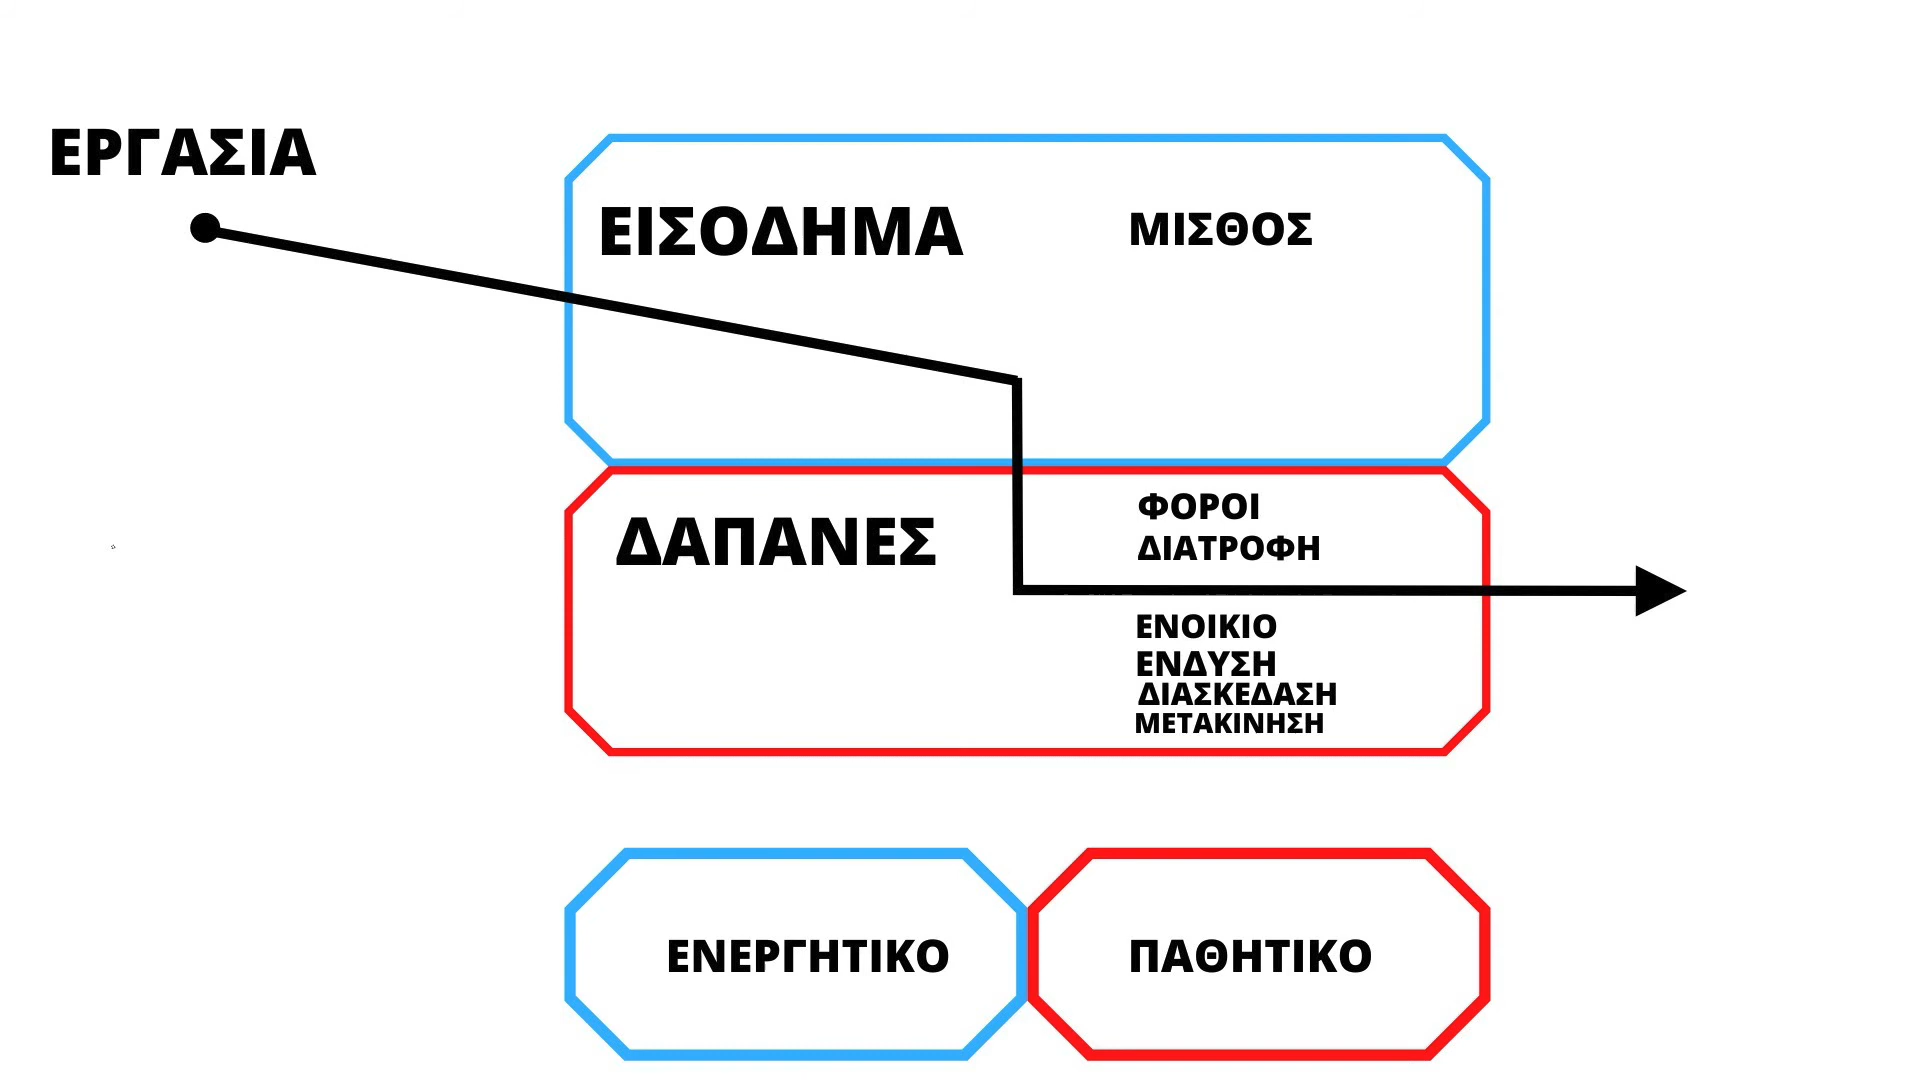 ΕΡΓΑΣΙΑ
ΕΙΣΟΔΗΜΑ
ΜΙΣΘΟΣ
ΔΑΠΑΝΕΣ
ΦΟΡΟΙ
ΔΙΑΤΡΟΦΗ
ΕΝΟΙΚΙΟ
ΕΝΔΥΣΗ
ΔΙΑΣΚΕΔΑΣΗ
ΜΕΤΑΚΙΝΗΣΗ
ΕΝΕΡΓΗΤΙΚΟ
ΠΑΘΗΤΙΚΟ